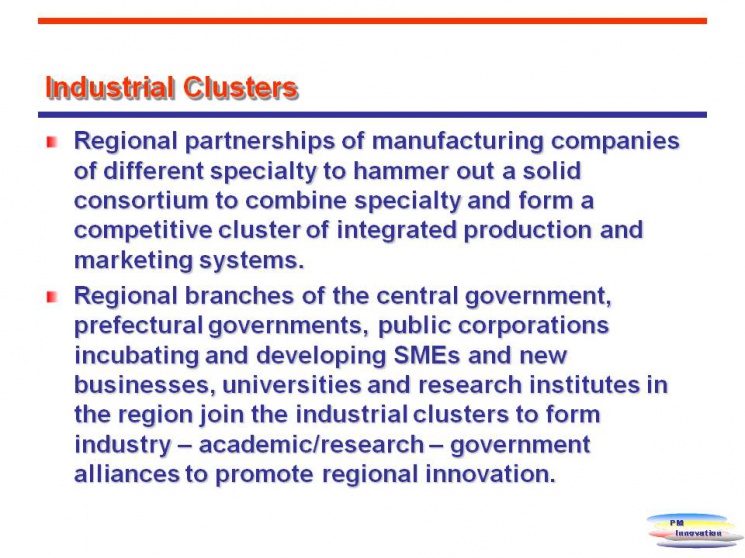 Industrial Clusters
Regional partnerships of manufacturing companies
of different specialty to hammer out a solid
consortium to combine specialty and form a
competitive cluster of integrated production and
marketing systems.
Regional branches of the central government,
prefectural governments, public corporations
incubating and developing SMEs and new
businesses, universities and research institutes in
the region join the industrial clusters to form
industry – academic/research – government
alliances to promote regional innovation.
PM
Innovation